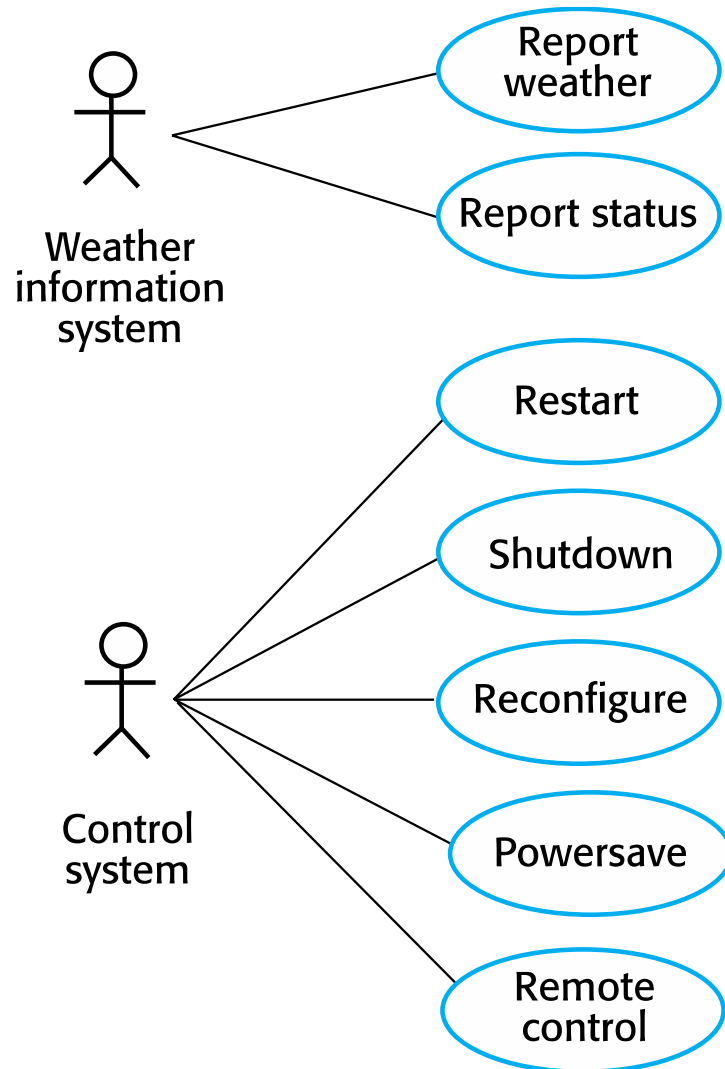 Report
weather
Report status
Weather
information
system
Restart
Shutdown
Reconfigure
Control
system
Powersave
Remote
control